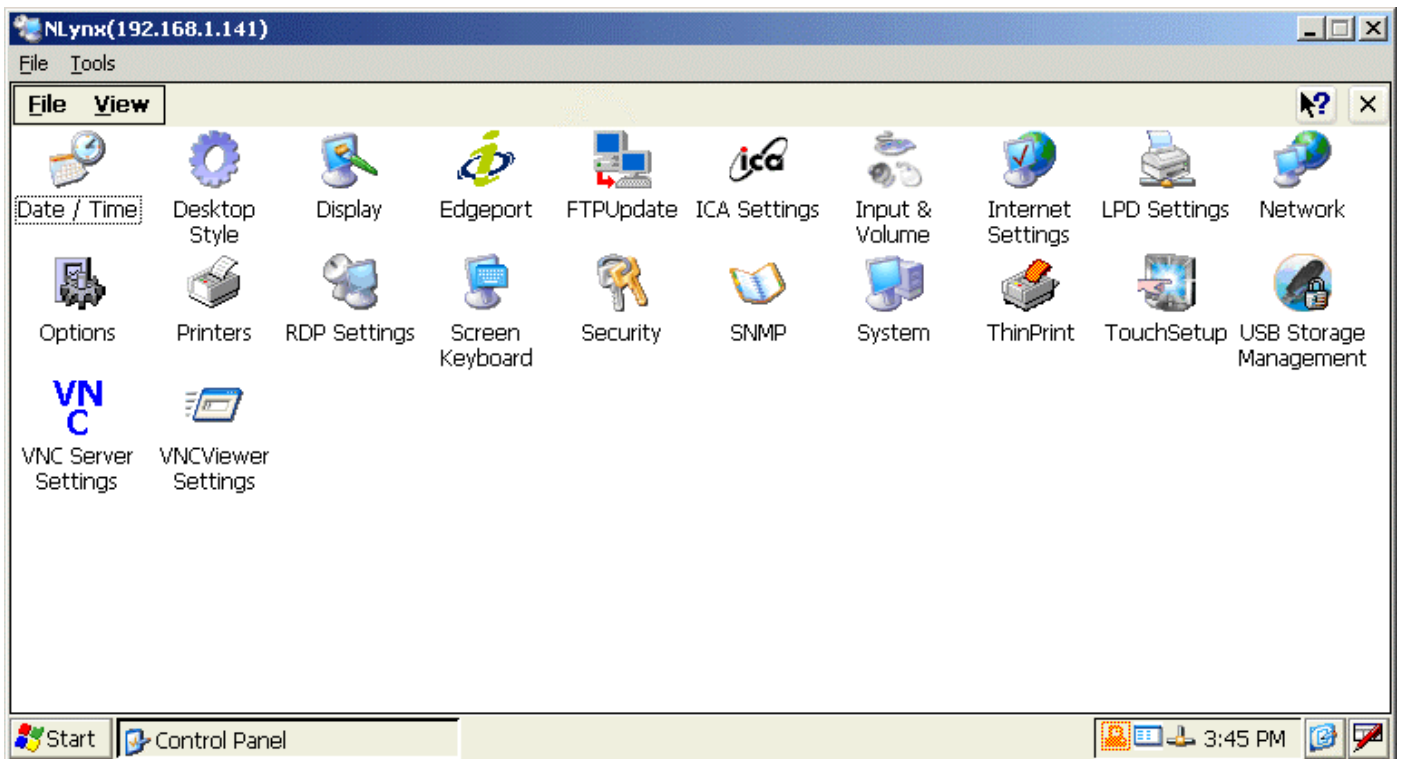 NLynx(192.168.1.141)
File Tools
File View
?
ica
Date / Time Desktop Style Display Edgeport FTPUpdate ICA Settings Input & Volume Internet Settings LPD Settings Network
Options Printers RDP Settings Screen Keyboard Security SNMP System ThinPrint TouchSetup USB Storage Management
VN
C
VNC Server Settings VNCViewer Settings
Start Control Panel 3:45 PM